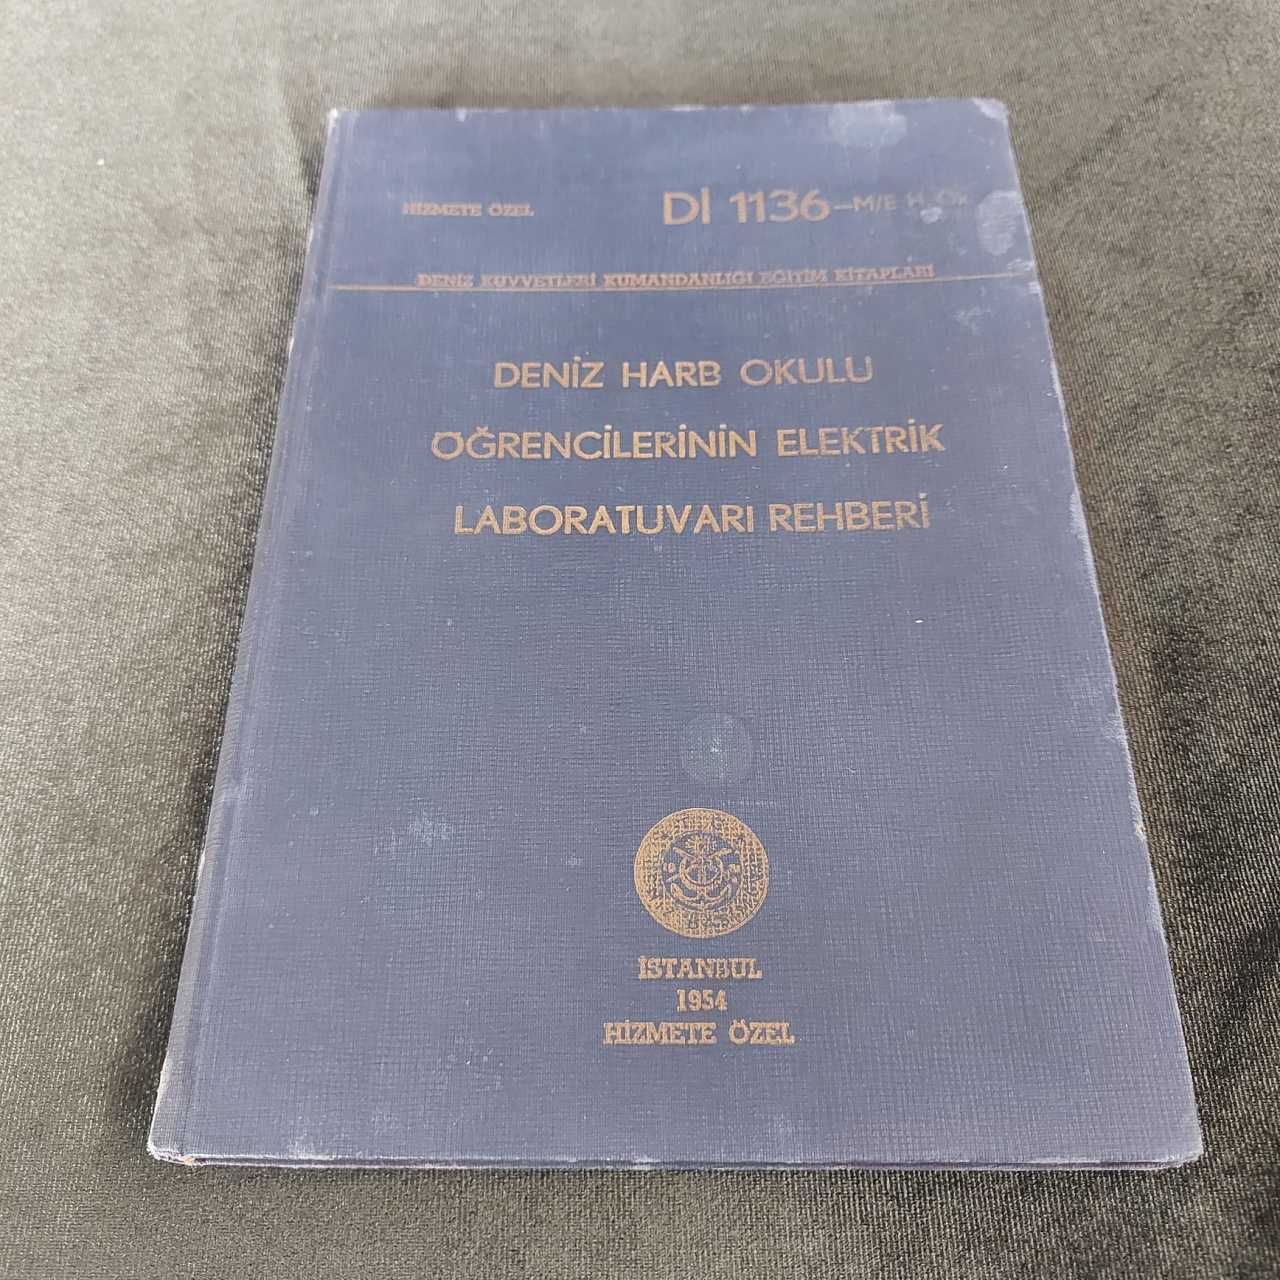 HİZMETE ÖZEL
Dİ 1136-M/E H. Ok
DENİZ KUVVETLERİ KUMANDANLIĞI EĞİTİM KİTAPLARI
DENİZ HARB OKULU
ÖĞRENCİLERİNİN ELEKTRİK
LABORATUVARI REHBERİ
İSTANBUL
1954
HİZMETE ÖZEL